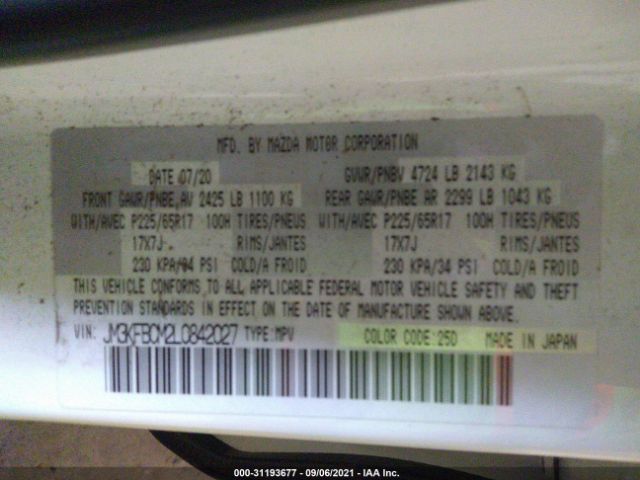 MFD. BY MAZDA MOTOR CORPORATION
DATE 07/20 GVWR/PNBV 4724 LB 2143 KG
FRONT GAWR/PNBE AV 2425 LB 1100 KG REAR GAWR/PNBE AR 2299 LB 1043 KG
WITH/AVEC P225/65R17 100H TIRES/PNEUS WITH/AVEC P225/65R17 100H TIRES/PNEUS
17X7J RIMS/JANTES 17X7J RIMS/JANTES
230 KPA/34 PSI COLD/A FROID 230 KPA/34 PSI COLD/A FROID
THIS VEHICLE CONFORMS TO ALL APPLICABLE FEDERAL MOTOR VEHICLE SAFETY AND THEFT
PREVENTION STANDARDS IN EFFECT ON THE DATE OF MANUFACTURE SHOWN ABOVE.
VIN: JM3KFBCM2L0842027 TYPE:MPV COLOR CODE:25D MADE IN JAPAN
000-31193677 - 09/06/2021 - IAA Inc.